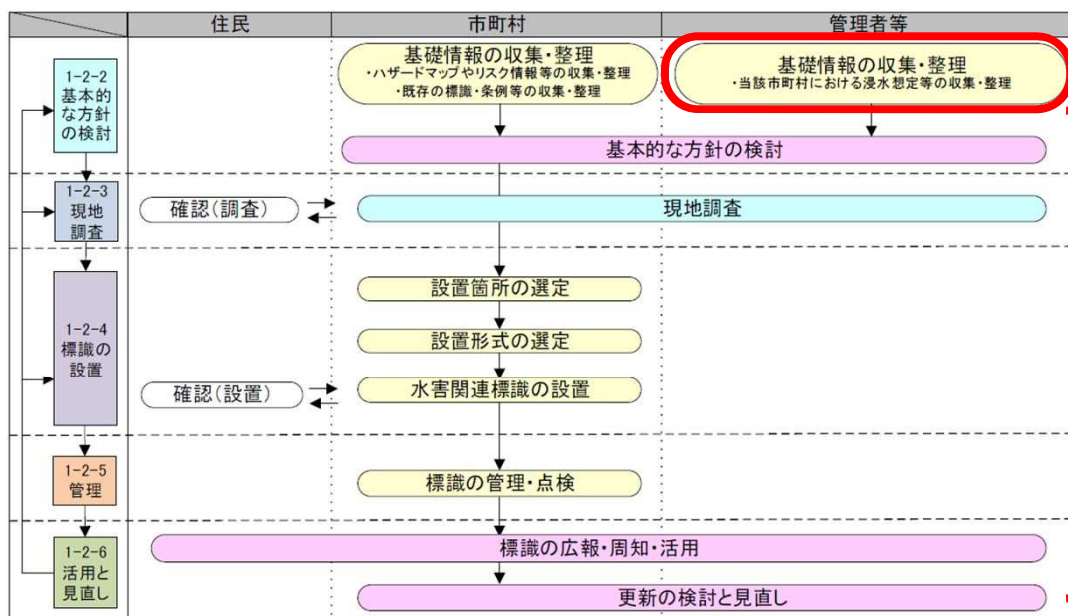 住民
市町村
管理者等
1-2-2
基本的
な方針
の検討
基礎情報の収集・整理
・ハザードマップやリスク情報等の収集・整理
・既存の標識・条例等の収集・整理
基礎情報の収集・整理
・当該市町村における浸水想定等の収集・整理
基本的な方針の検討
1-2-3
現地
調査
確認(調査)
現地調査
1-2-4
標識の
設置
設置箇所の選定
設置形式の選定
確認(設置)
水害関連標識の設置
1-2-5
管理
標識の管理・点検
1-2-6
活用と
見直し
標識の広報・周知・活用
更新の検討と見直し